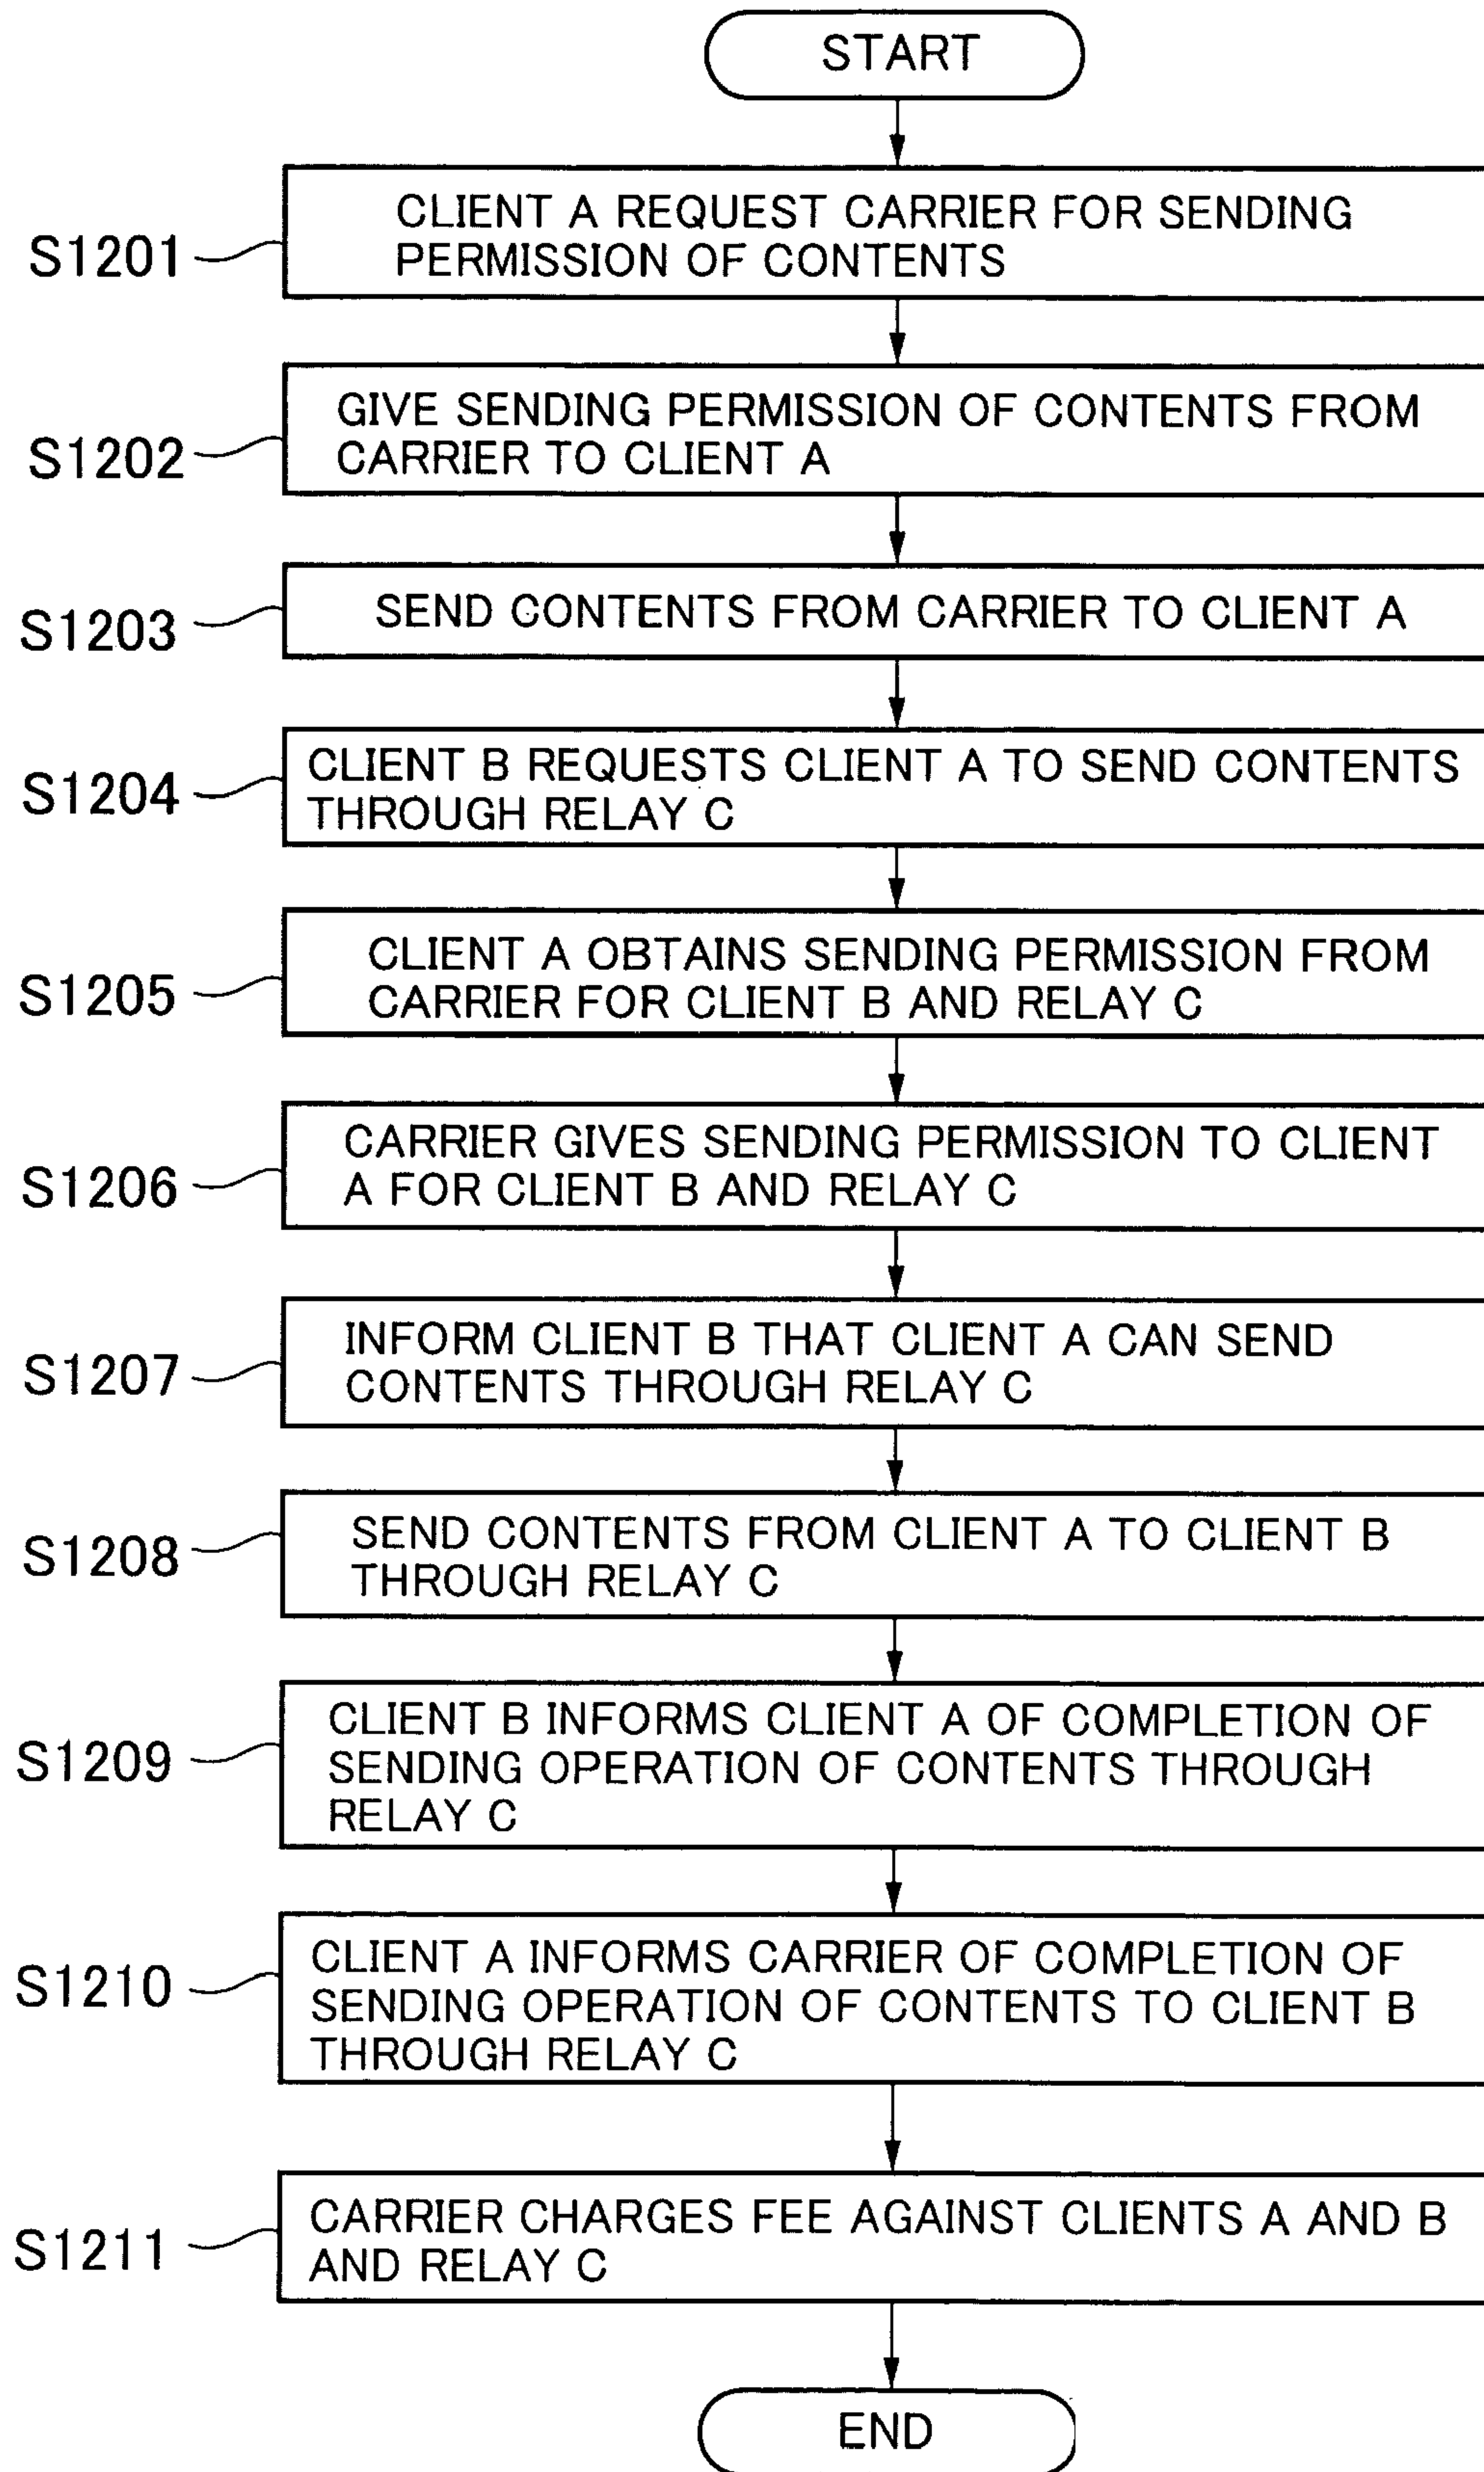 START
S1201
CLIENT A REQUEST CARRIER FOR SENDING
PERMISSION OF CONTENTS
S1202
GIVE SENDING PERMISSION OF CONTENTS FROM
CARRIER TO CLIENT A
S1203
SEND CONTENTS FROM CARRIER TO CLIENT A
S1204
CLIENT B REQUESTS CLIENT A TO SEND CONTENTS
THROUGH RELAY C
S1205
CLIENT A OBTAINS SENDING PERMISSION FROM
CARRIER FOR CLIENT B AND RELAY C
S1206
CARRIER GIVES SENDING PERMISSION TO CLIENT
A FOR CLIENT B AND RELAY C
S1207
INFORM CLIENT B THAT CLIENT A CAN SEND
CONTENTS THROUGH RELAY C
S1208
SEND CONTENTS FROM CLIENT A TO CLIENT B
THROUGH RELAY C
S1209
CLIENT B INFORMS CLIENT A OF COMPLETION OF
SENDING OPERATION OF CONTENTS THROUGH
RELAY C
S1210
CLIENT A INFORMS CARRIER OF COMPLETION OF
SENDING OPERATION OF CONTENTS TO CLIENT B
THROUGH RELAY C
S1211
CARRIER CHARGES FEE AGAINST CLIENTS A AND B
AND RELAY C
END